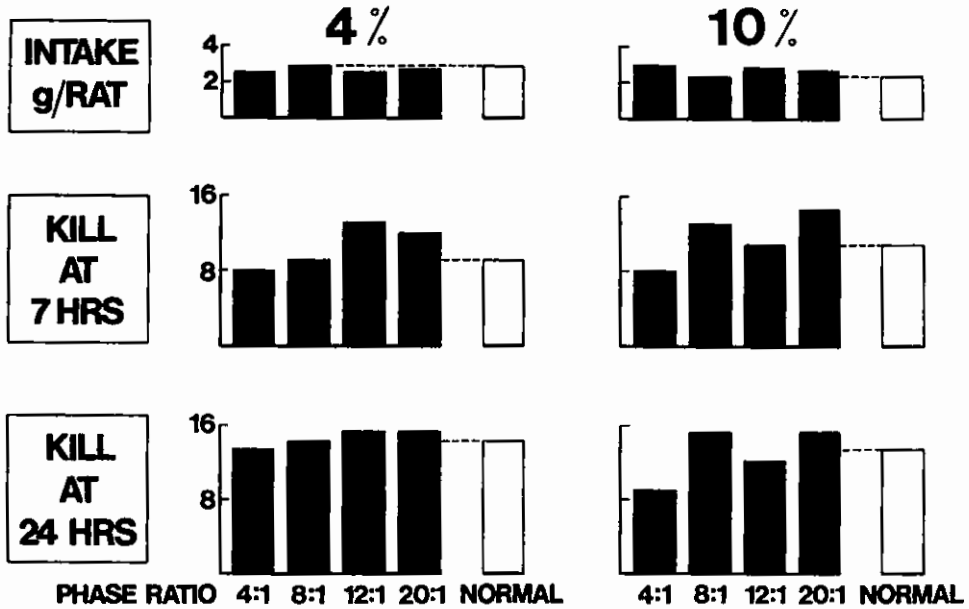 4% 10%
INTAKE
g/RAT
4
2
KILL
AT
7 HRS
16
8
KILL
AT
24 HRS
16
8
PHASE RATIO 4:1 8:1 12:1 20:1 NORMAL 4:1 8:1 12:1 20:1 NORMAL